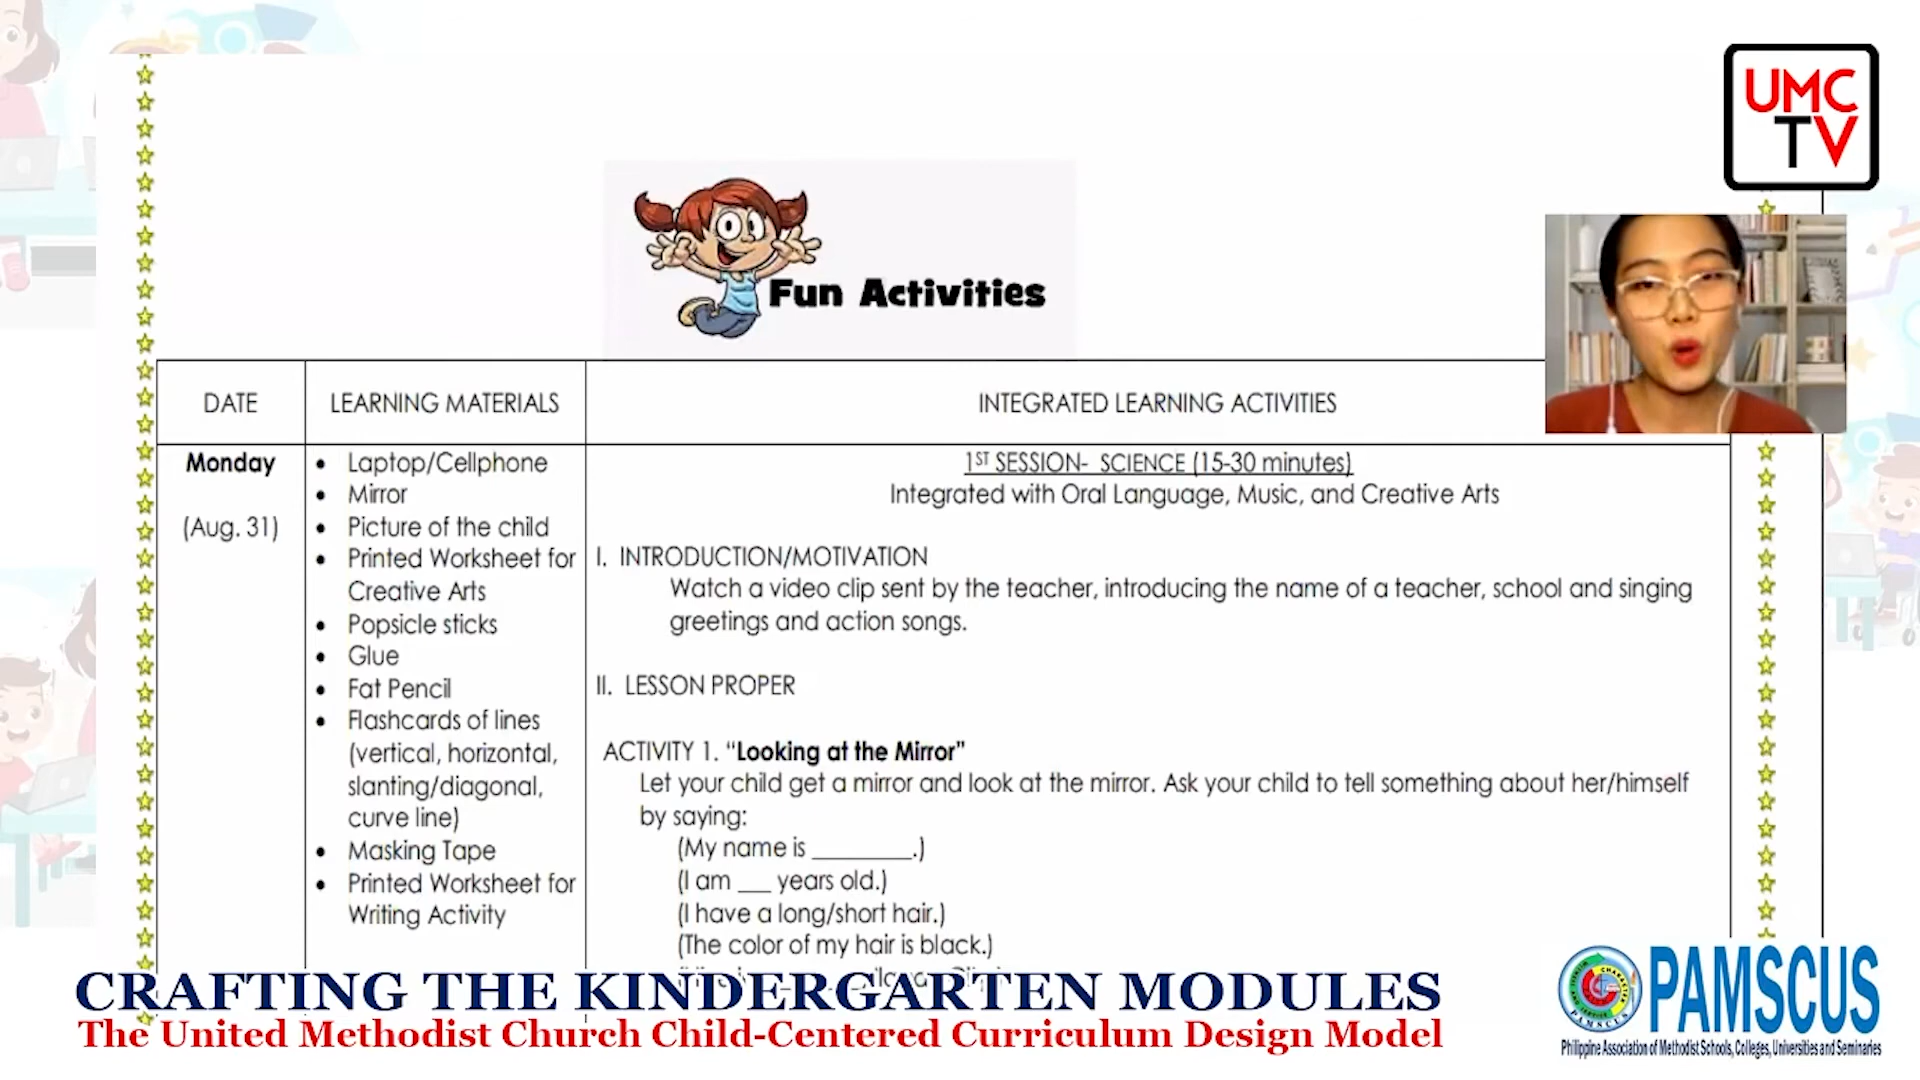 UMC
TV
Fun Activities
DATE
LEARNING MATERIALS
INTEGRATED LEARNING ACTIVITIES
Monday
(Aug. 31)
• Laptop/Cellphone
• Mirror
• Picture of the child
• Printed Worksheet for
Creative Arts
• Popsicle sticks
• Glue
• Fat Pencil
• Flashcards of lines
(vertical, horizontal,
slanting/diagonal,
curve line)
• Masking Tape
• Printed Worksheet for
Writing Activity
1ST SESSION- SCIENCE (15-30 minutes)
Integrated with Oral Language, Music, and Creative Arts
I. INTRODUCTION/MOTIVATION
Watch a video clip sent by the teacher, introducing the name of a teacher, school and singing
greetings and action songs.
II. LESSON PROPER
ACTIVITY 1. “Looking at the Mirror”
Let your child get a mirror and look at the mirror. Ask your child to tell something about her/himself
by saying:
(My name is ________.)
(I am ___ years old.)
(I have a long/short hair.)
(The color of my hair is black.)
CRAFTING THE KINDERGARTEN MODULES
The United Methodist Church Child-Centered Curriculum Design Model
PAMSCUS
Philippine Association of Methodist Schools, Colleges, Universities and Seminaries